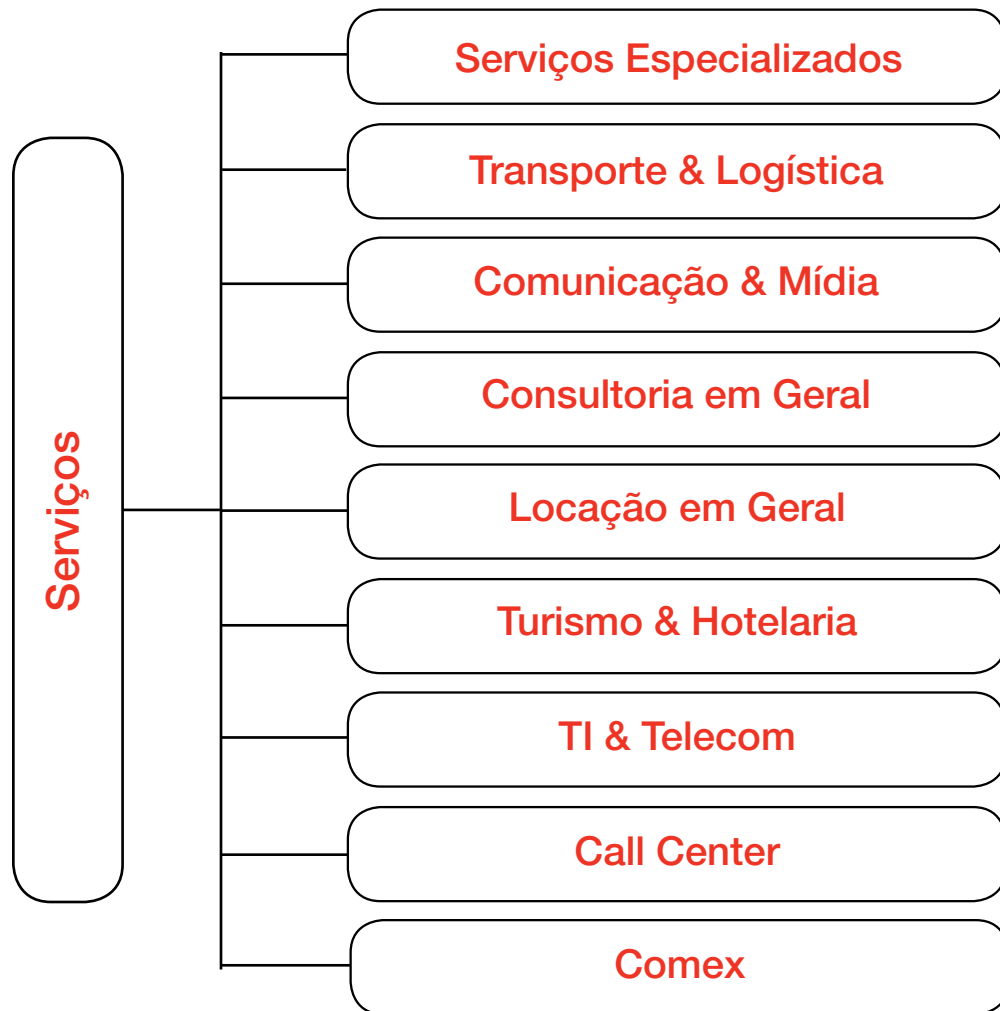 Serviços
Serviços Especializados
Transporte & Logística
Comunicação & Mídia
Consultoria em Geral
Locação em Geral
Turismo & Hotelaria
TI & Telecom
Call Center
Comex